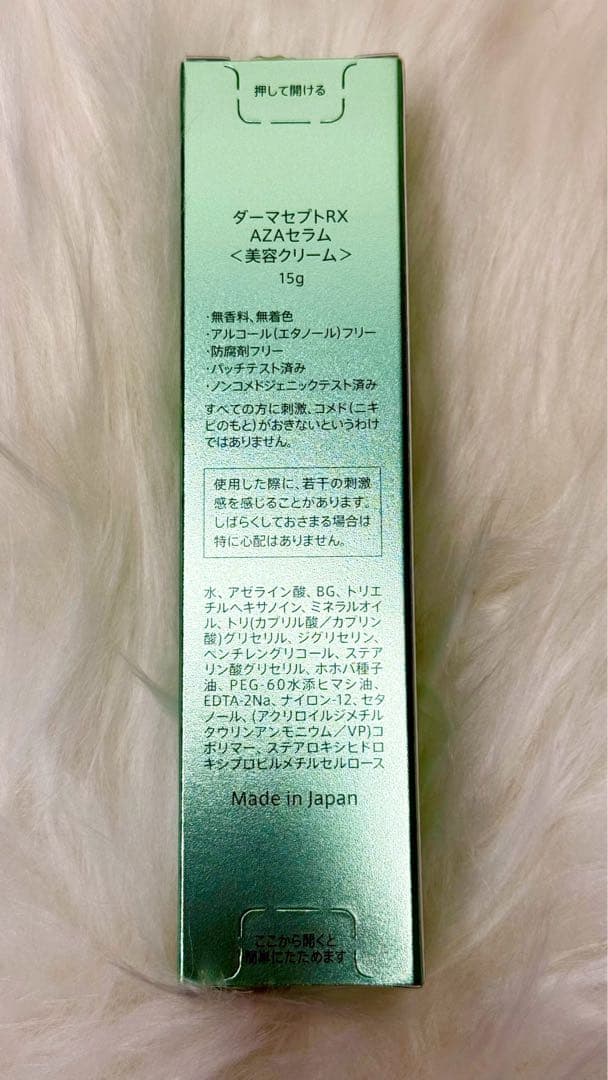 押して開ける
ダーマセプトRX
AZAセラム
＜美容クリーム＞
15g
・無香料、無着色
・アルコール（エタノール）フリー
・防腐剤フリー
・パッチテスト済み
・ノンコメドジェニックテスト済み
すべての方に刺激、コメド（ニキ
ビのもと）がおきないというわけ
ではありません。
使用した際に、若干の刺激
感を感じることがあります。
しばらくしておさまる場合は
特に心配はありません。
水、アゼライン酸、BG、トリエ
チルヘキサノイン、ミネラルオイ
ル、トリ(カプリル酸／カプリン
酸)グリセリル、ジグリセリン、
ペンチレングリコール、ステア
リン酸グリセリル、ホホバ種子
油、PEG-60水添ヒマシ油、
EDTA-2Na、ナイロン-12、セタ
ノール、(アクリロイルジメチル
タウリンアンモニウム／VP)コ
ポリマー、ステアロキシヒドロ
キシプロピルメチルセルロース
Made in Japan
ここから開くと
簡単にたためます